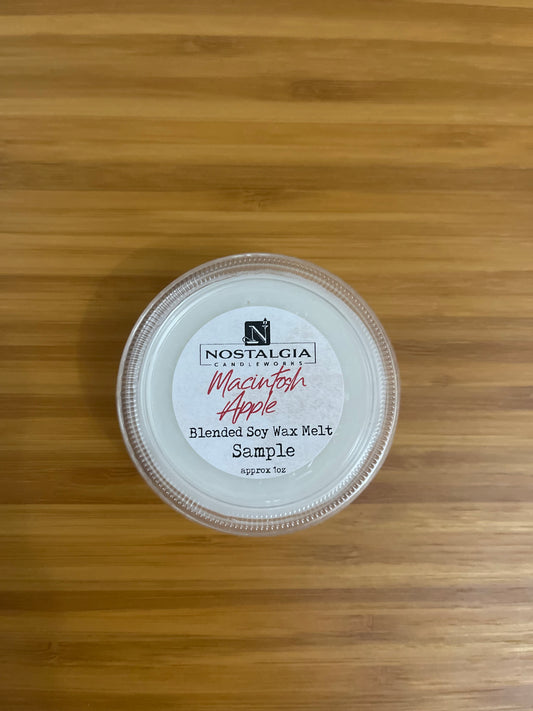 N
NOSTALGIA
CANDLEWORKS
Macintosh
Apple
Blended Soy Wax Melt
Sample
approx 1oz